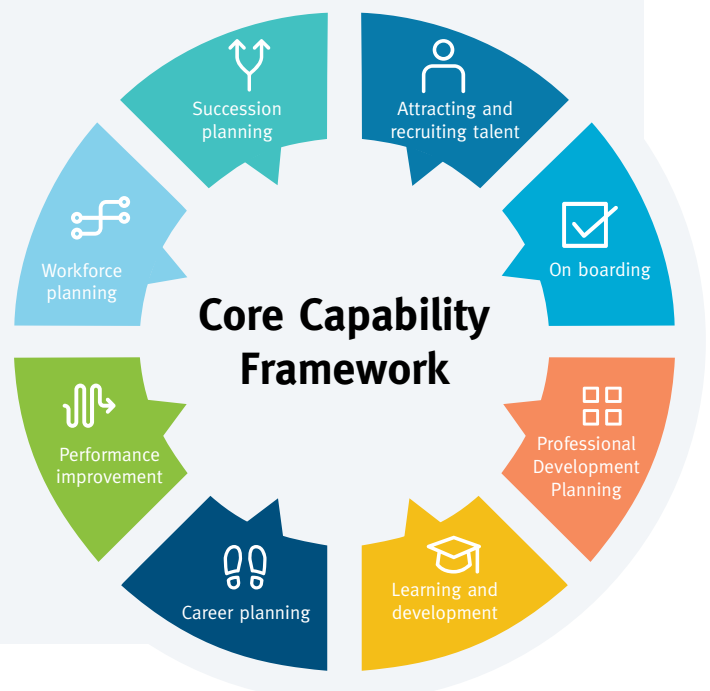 Succession
planning
Attracting and
recruiting talent
On boarding
Professional
Development
Planning
Learning and
development
Career planning
Performance
improvement
Workforce
planning
Core Capability
Framework